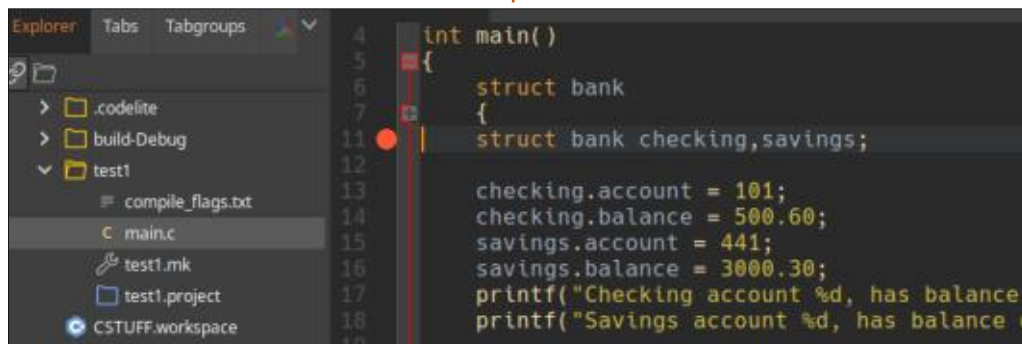 Explorer Tabs Tabgroups
.codelite
build-Debug
test1
compile_flags.txt
main.c
test1.mk
test1.project
CSTUFF.workspace
4 int main()
5 {
6 struct bank
7 {
11 struct bank checking,savings;
12
13 checking.account = 101;
14 checking.balance = 500.60;
15 savings.account = 441;
16 savings.balance = 3000.30;
17 printf("Checking account %d, has balance
18 printf("Savings account %d, has balance